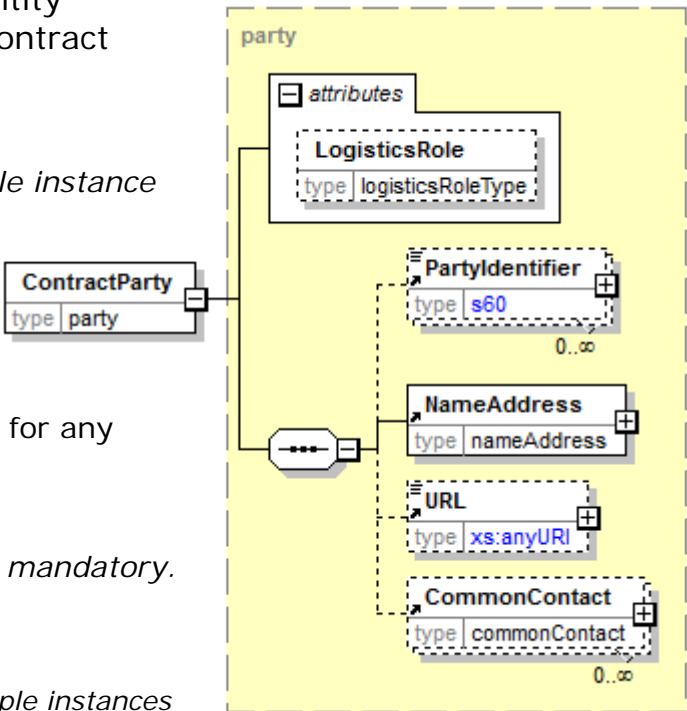 ntity
ontract
le instance
for any
mandatory.
ple instances
party
attributes
LogisticsRole
type logisticsRoleType
ContractParty
type party
PartyIdentifier
type s60
0..∞
NameAddress
type nameAddress
URL
type xs:anyURI
CommonContact
type commonContact
0..∞